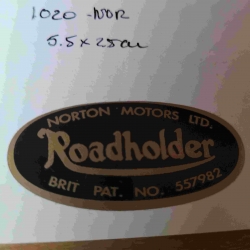 1020 -NOR
5.5 x 25cm
NORTON MOTORS LTD.
Roadholder
BRIT PAT. NO. 557982